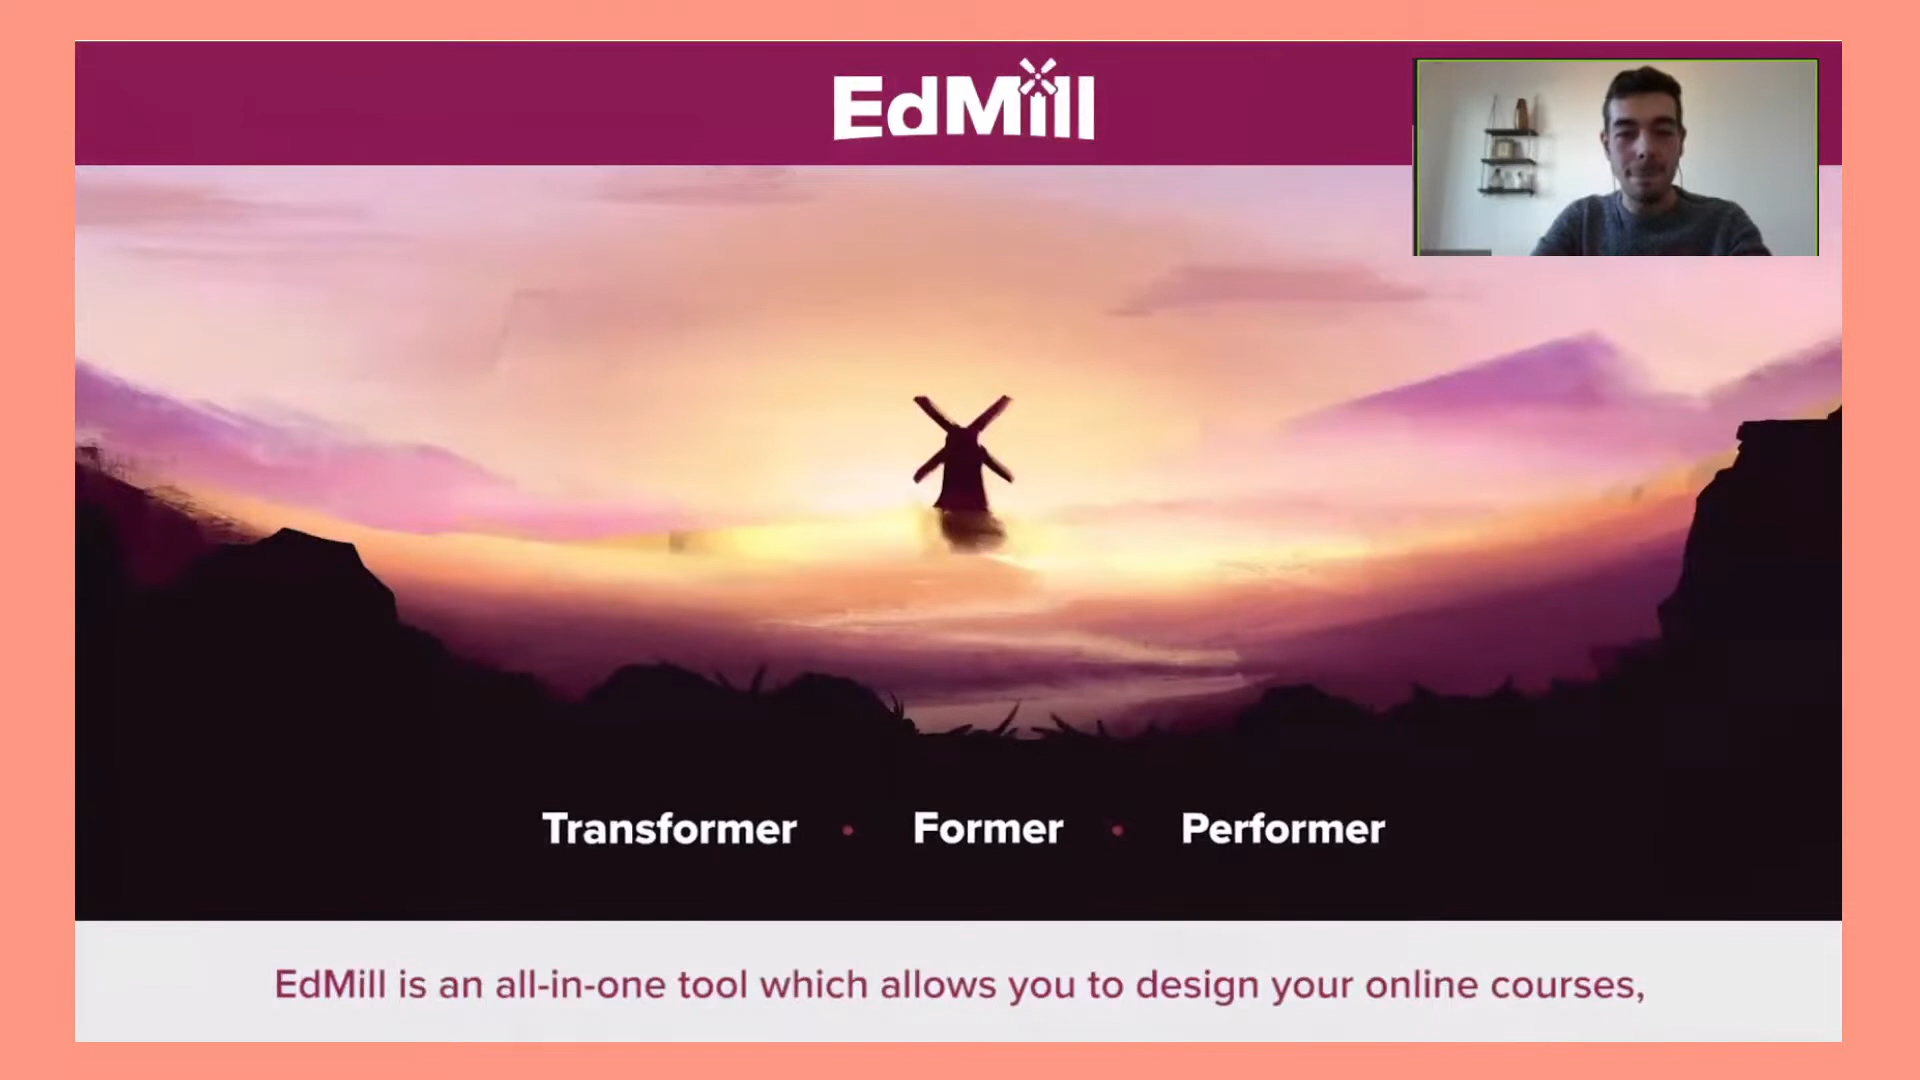 EdMill
Transformer • Former • Performer
EdMill is an all-in-one tool which allows you to design your online courses,